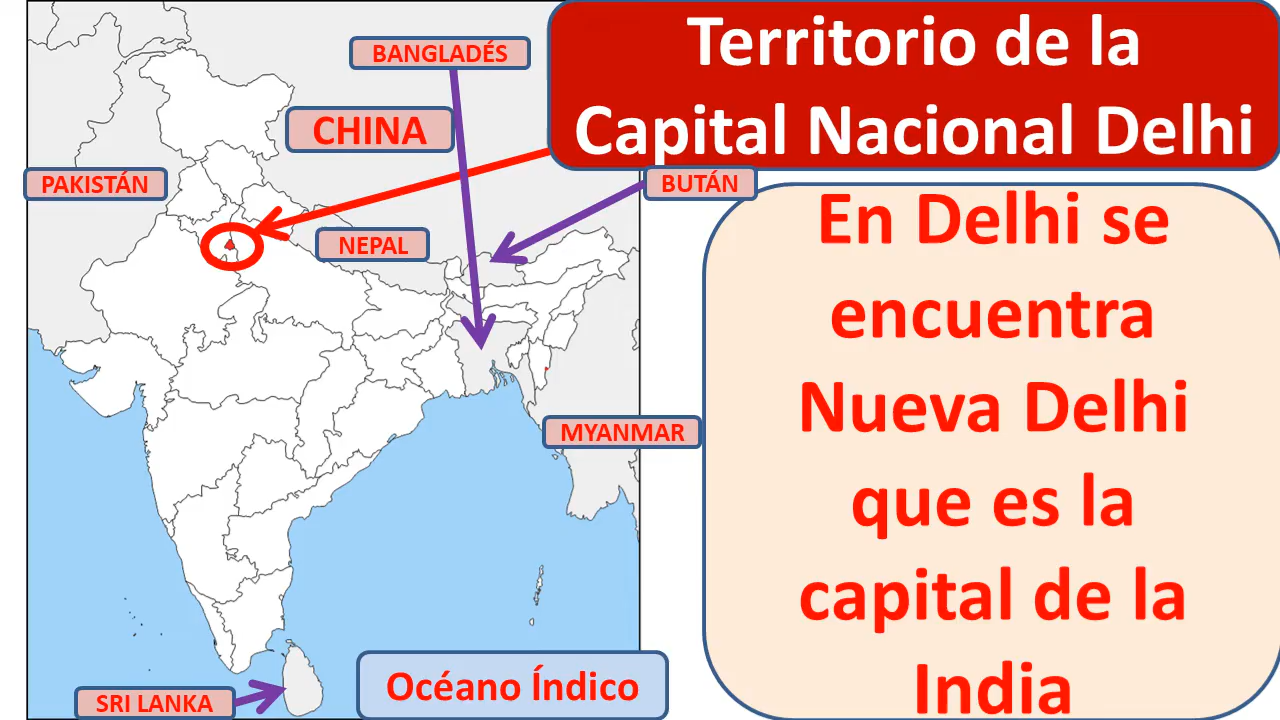 Territorio de la
Capital Nacional Delhi
BANGLADÉS
CHINA
PAKISTÁN
BUTÁN
NEPAL
En Delhi se
encuentra
Nueva Delhi
que es la
capital de la
India
MYANMAR
Océano Índico
SRI LANKA